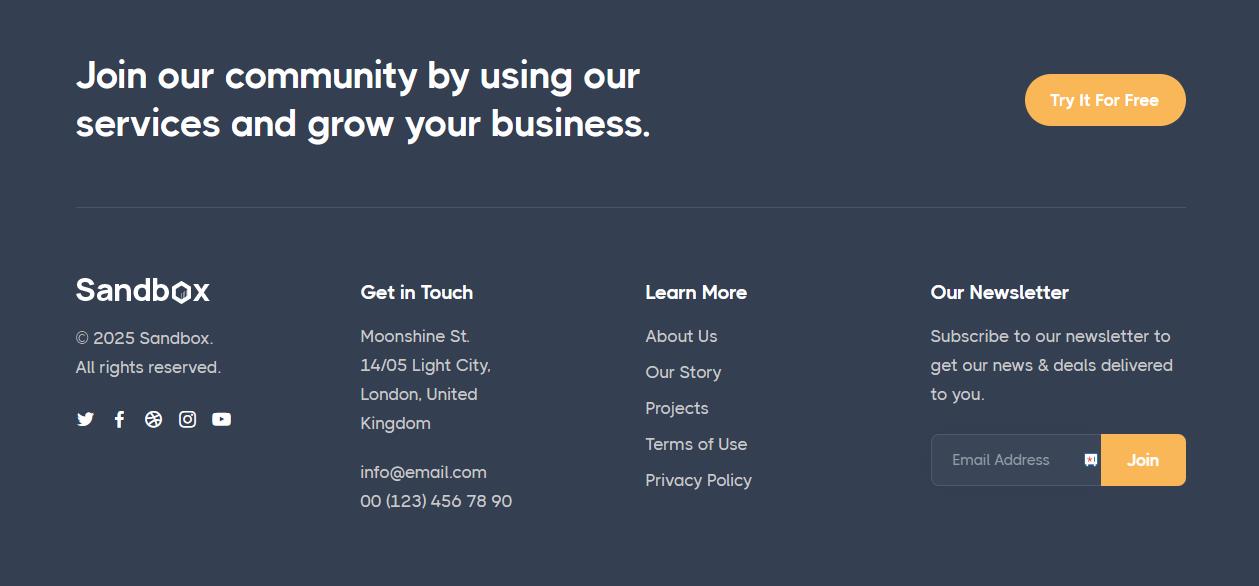 Join our community by using our
services and grow your business.
Try It For Free
Sandbox
© 2025 Sandbox.
All rights reserved.
Get in Touch
Moonshine St.
14/05 Light City,
London, United
Kingdom
info@email.com
00 (123) 456 78 90
Learn More
About Us
Our Story
Projects
Terms of Use
Privacy Policy
Our Newsletter
Subscribe to our newsletter to
get our news & deals delivered
to you.
Email Address
Join